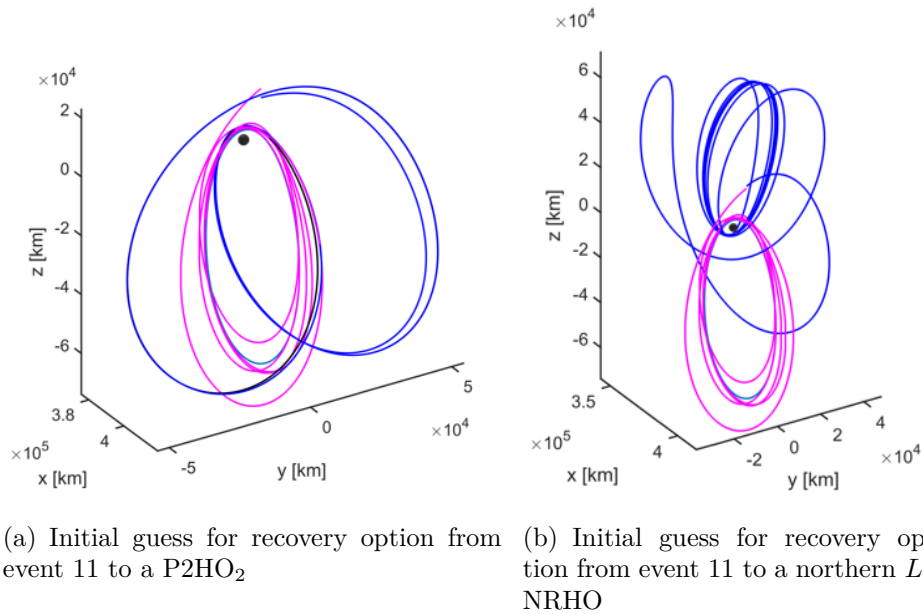 ×10⁴
2
0
-2
-4
-6
z [km]
3.8
4
×10⁵
x [km]
-5
0
5
×10⁴
y [km]
×10⁴
6
4
2
0
-2
-4
-6
z [km]
3.5
4
×10⁵
x [km]
-2
0
2
4
×10⁴
y [km]
(a) Initial guess for recovery option from
event 11 to a P2HO₂
(b) Initial guess for recovery op
tion from event 11 to a northern L
NRHO